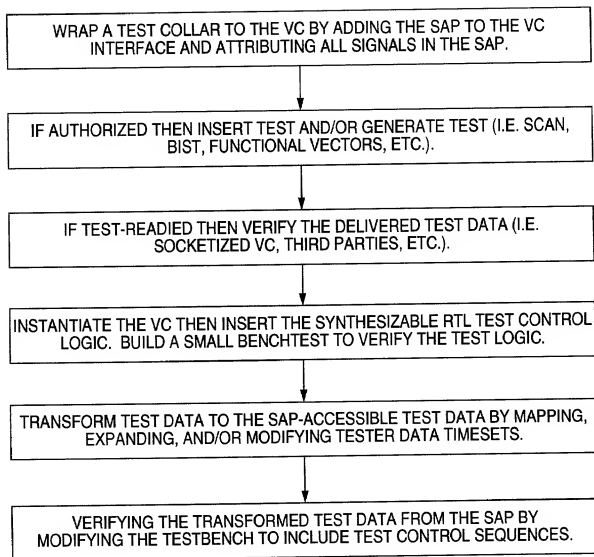 WRAP A TEST COLLAR TO THE VC BY ADDING THE SAP TO THE VC
INTERFACE AND ATTRIBUTING ALL SIGNALS IN THE SAP.
IF AUTHORIZED THEN INSERT TEST AND/OR GENERATE TEST (I.E. SCAN,
BIST, FUNCTIONAL VECTORS, ETC.).
IF TEST-READIED THEN VERIFY THE DELIVERED TEST DATA (I.E.
SOCKETIZED VC, THIRD PARTIES, ETC.).
INSTANTIATE THE VC THEN INSERT THE SYNTHESIZABLE RTL TEST CONTROL
LOGIC. BUILD A SMALL BENCHTEST TO VERIFY THE TEST LOGIC.
TRANSFORM TEST DATA TO THE SAP-ACCESSIBLE TEST DATA BY MAPPING,
EXPANDING, AND/OR MODIFYING TESTER DATA TIMESETS.
VERIFYING THE TRANSFORMED TEST DATA FROM THE SAP BY
MODIFYING THE TESTBENCH TO INCLUDE TEST CONTROL SEQUENCES.